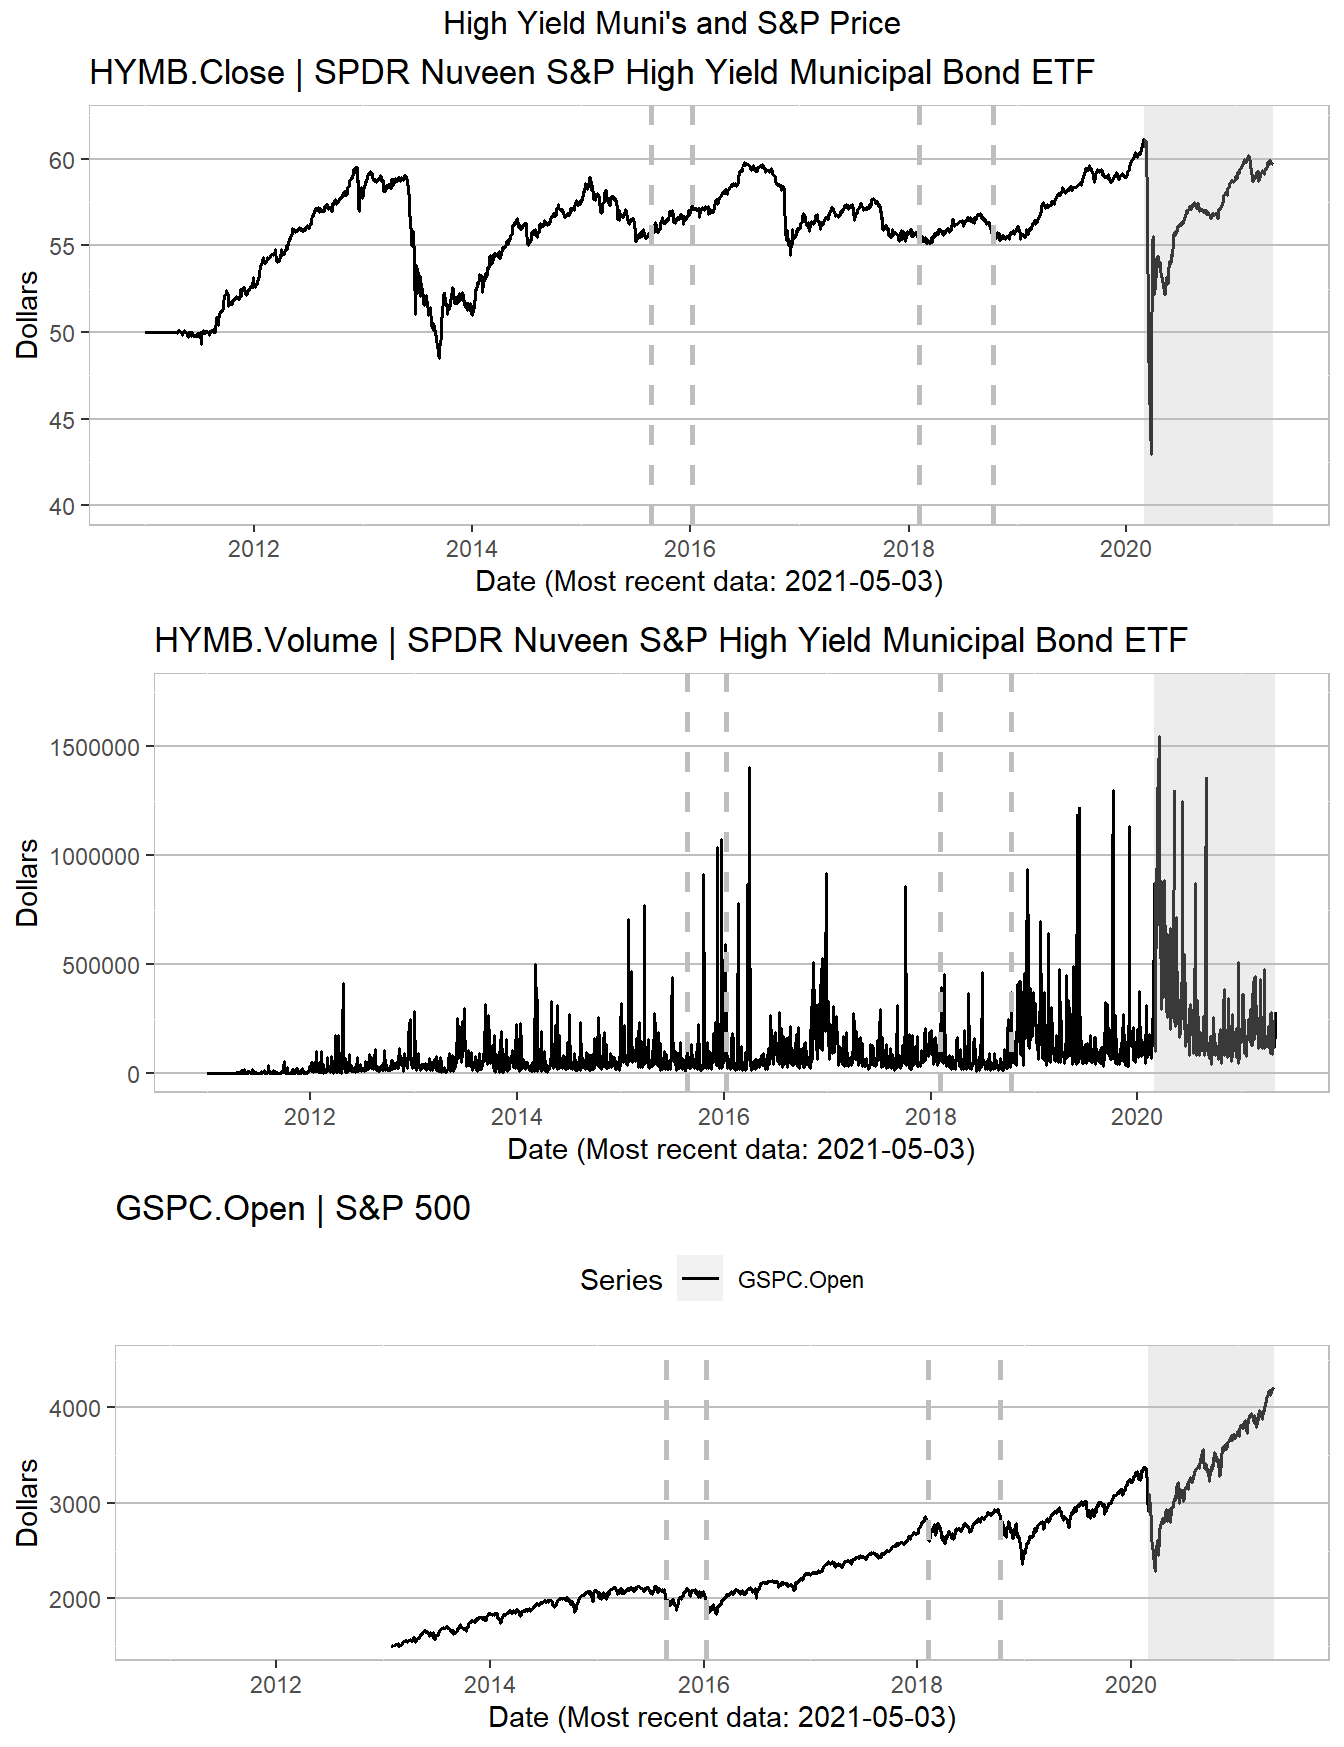 High Yield Muni's and S&P Price
HYMB.Close | SPDR Nuveen S&P High Yield Municipal Bond ETF
60
55
50
45
40
Dollars
2012 2014 2016 2018 2020
Date (Most recent data: 2021-05-03)
HYMB.Volume | SPDR Nuveen S&P High Yield Municipal Bond ETF
1500000
1000000
500000
0
Dollars
2012 2014 2016 2018 2020
Date (Most recent data: 2021-05-03)
GSPC.Open | S&P 500
Series GSPC.Open
4000
3000
2000
Dollars
2012 2014 2016 2018 2020
Date (Most recent data: 2021-05-03)